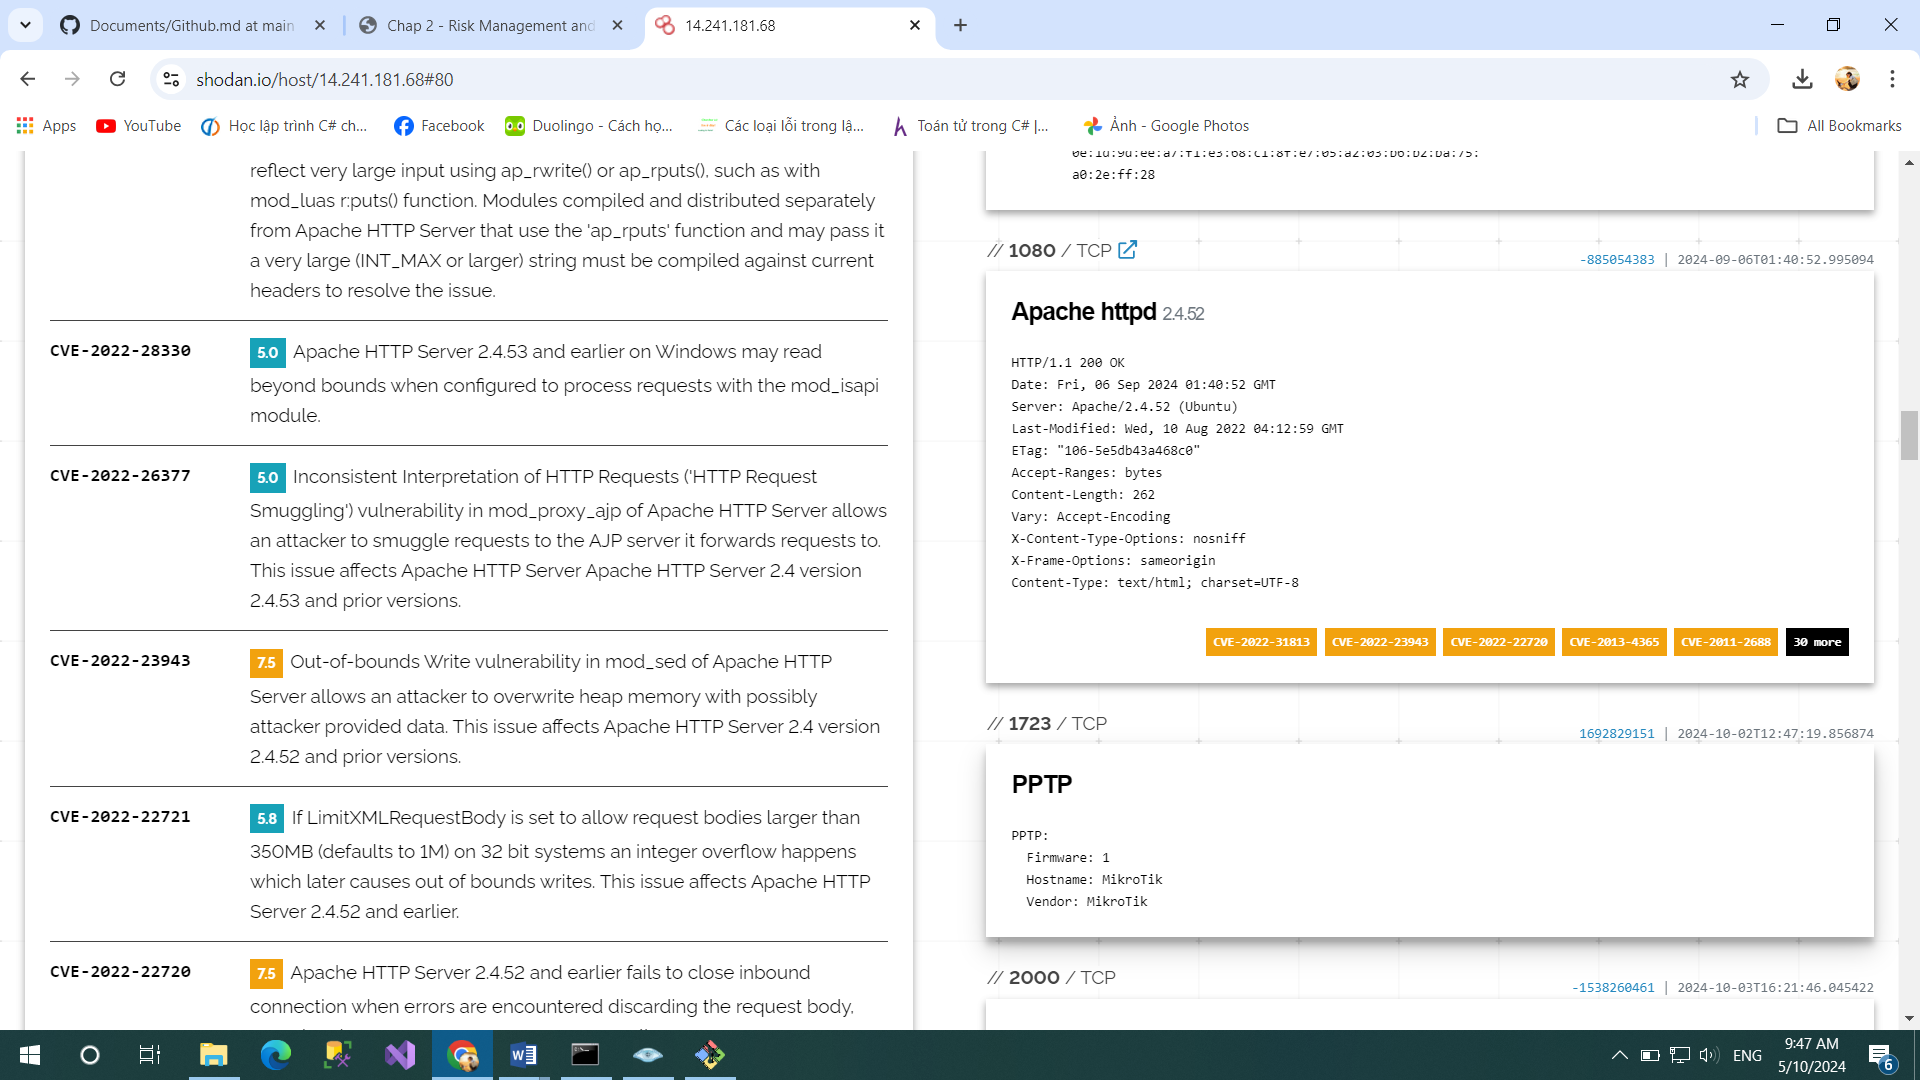 Documents/Github.md at main
Chap 2 - Risk Management and
14.241.181.68
shodan.io/host/14.241.181.68#80
Apps
YouTube
Học lập trình C# ch...
Facebook
Duolingo - Cách họ...
Các loại lỗi trong lậ...
Toán tử trong C# |...
Ảnh - Google Photos
All Bookmarks
reflect very large input using ap_rwrite() or ap_rputs(), such as with
mod_luas r:puts() function. Modules compiled and distributed separately
from Apache HTTP Server that use the 'ap_rputs' function and may pass it
a very large (INT_MAX or larger) string must be compiled against current
headers to resolve the issue.
CVE-2022-28330
5.0 Apache HTTP Server 2.4.53 and earlier on Windows may read
beyond bounds when configured to process requests with the mod_isapi
module.
CVE-2022-26377
5.0 Inconsistent Interpretation of HTTP Requests ('HTTP Request
Smuggling') vulnerability in mod_proxy_ajp of Apache HTTP Server allows
an attacker to smuggle requests to the AJP server it forwards requests to.
This issue affects Apache HTTP Server Apache HTTP Server 2.4 version
2.4.53 and prior versions.
CVE-2022-23943
7.5 Out-of-bounds Write vulnerability in mod_sed of Apache HTTP
Server allows an attacker to overwrite heap memory with possibly
attacker provided data. This issue affects Apache HTTP Server 2.4 version
2.4.52 and prior versions.
CVE-2022-22721
5.8 If LimitXMLRequestBody is set to allow request bodies larger than
350MB (defaults to 1M) on 32 bit systems an integer overflow happens
which later causes out of bounds writes. This issue affects Apache HTTP
Server 2.4.52 and earlier.
CVE-2022-22720
7.5 Apache HTTP Server 2.4.52 and earlier fails to close inbound
connection when errors are encountered discarding the request body,
0e:1d:9d:ee:a7:f1:e3:68:c1:8f:e7:05:a2:03:b6:b2:ba:75:
a0:2e:ff:28
// 1080 / TCP
-885054383 | 2024-09-06T01:40:52.995094
Apache httpd 2.4.52
HTTP/1.1 200 OK
Date: Fri, 06 Sep 2024 01:40:52 GMT
Server: Apache/2.4.52 (Ubuntu)
Last-Modified: Wed, 10 Aug 2022 04:12:59 GMT
ETag: "106-5e5db43a468c0"
Accept-Ranges: bytes
Content-Length: 262
Vary: Accept-Encoding
X-Content-Type-Options: nosniff
X-Frame-Options: sameorigin
Content-Type: text/html; charset=UTF-8
CVE-2022-31813 CVE-2022-23943 CVE-2022-22720 CVE-2013-4365 CVE-2011-2688 30 more
// 1723 / TCP
1692829151 | 2024-10-02T12:47:19.856874
PPTP
PPTP:
Firmware: 1
Hostname: MikroTik
Vendor: MikroTik
// 2000 / TCP
-1538260461 | 2024-10-03T16:21:46.045422
ENG
9:47 AM
5/10/2024
6